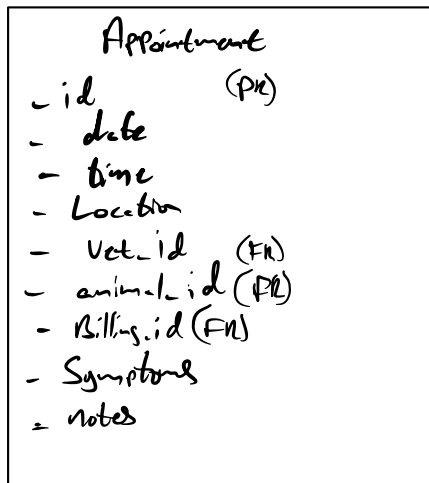 Appointment
- id (PK)
- date
- time
- Location
- Vet_id (FK)
- animal_id (FK)
- Billing_id (FK)
- Symptoms
- notes